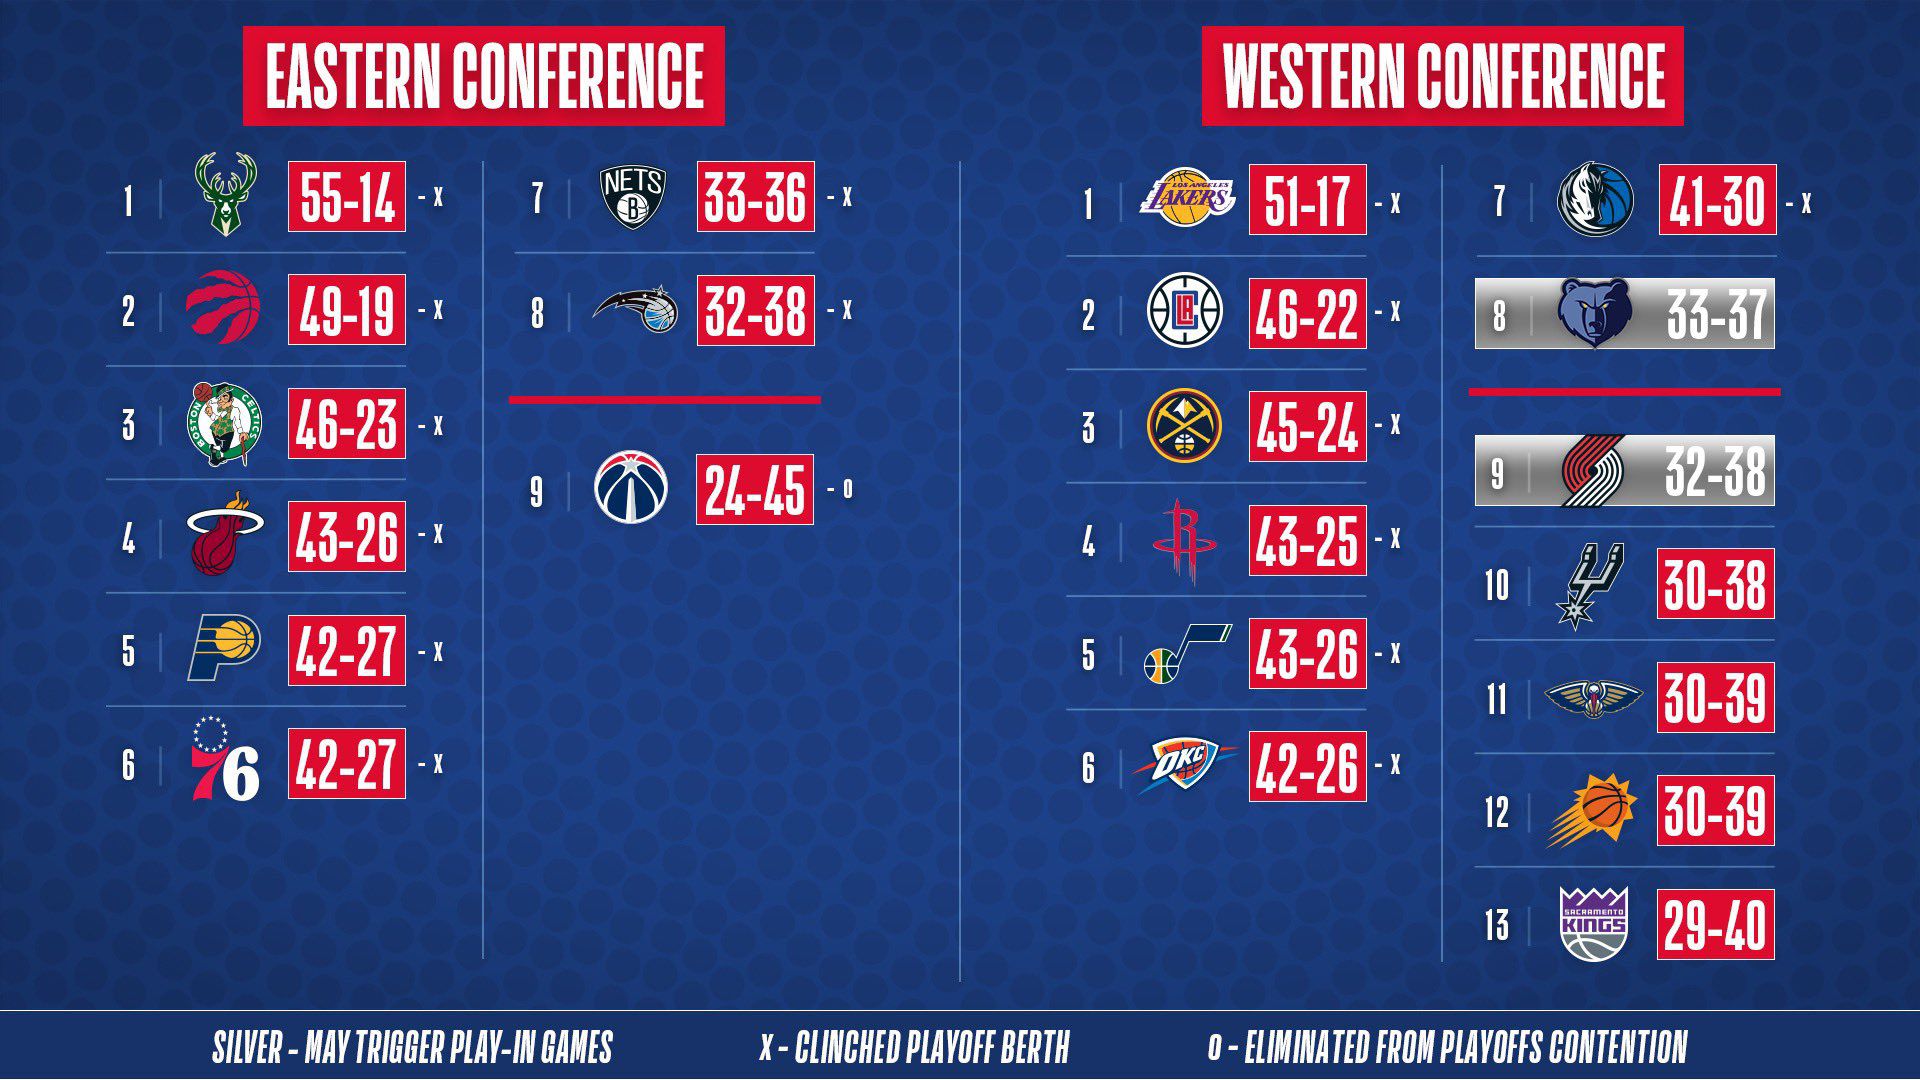 EASTERN CONFERENCE
1 55-14 - X
2 49-19 - X
3 BOSTON CELTICS 46-23 - X
4 43-26 - X
5 42-27 - X
6 76 42-27 - X
7 NETS B 33-36 - X
8 32-38 - X
9 24-45 - O
WESTERN CONFERENCE
1 LOS ANGELES LAKERS 51-17 - X
2 LA 46-22 - X
3 45-24 - X
4 R 43-25 - X
5 43-26 - X
6 OKC 42-26 - X
7 41-30 - X
8 33-37
9 32-38
10 30-38
11 30-39
12 30-39
13 SACRAMENTO KINGS 29-40
SILVER - MAY TRIGGER PLAY-IN GAMES
X - CLINCHED PLAYOFF BERTH
O - ELIMINATED FROM PLAYOFFS CONTENTION